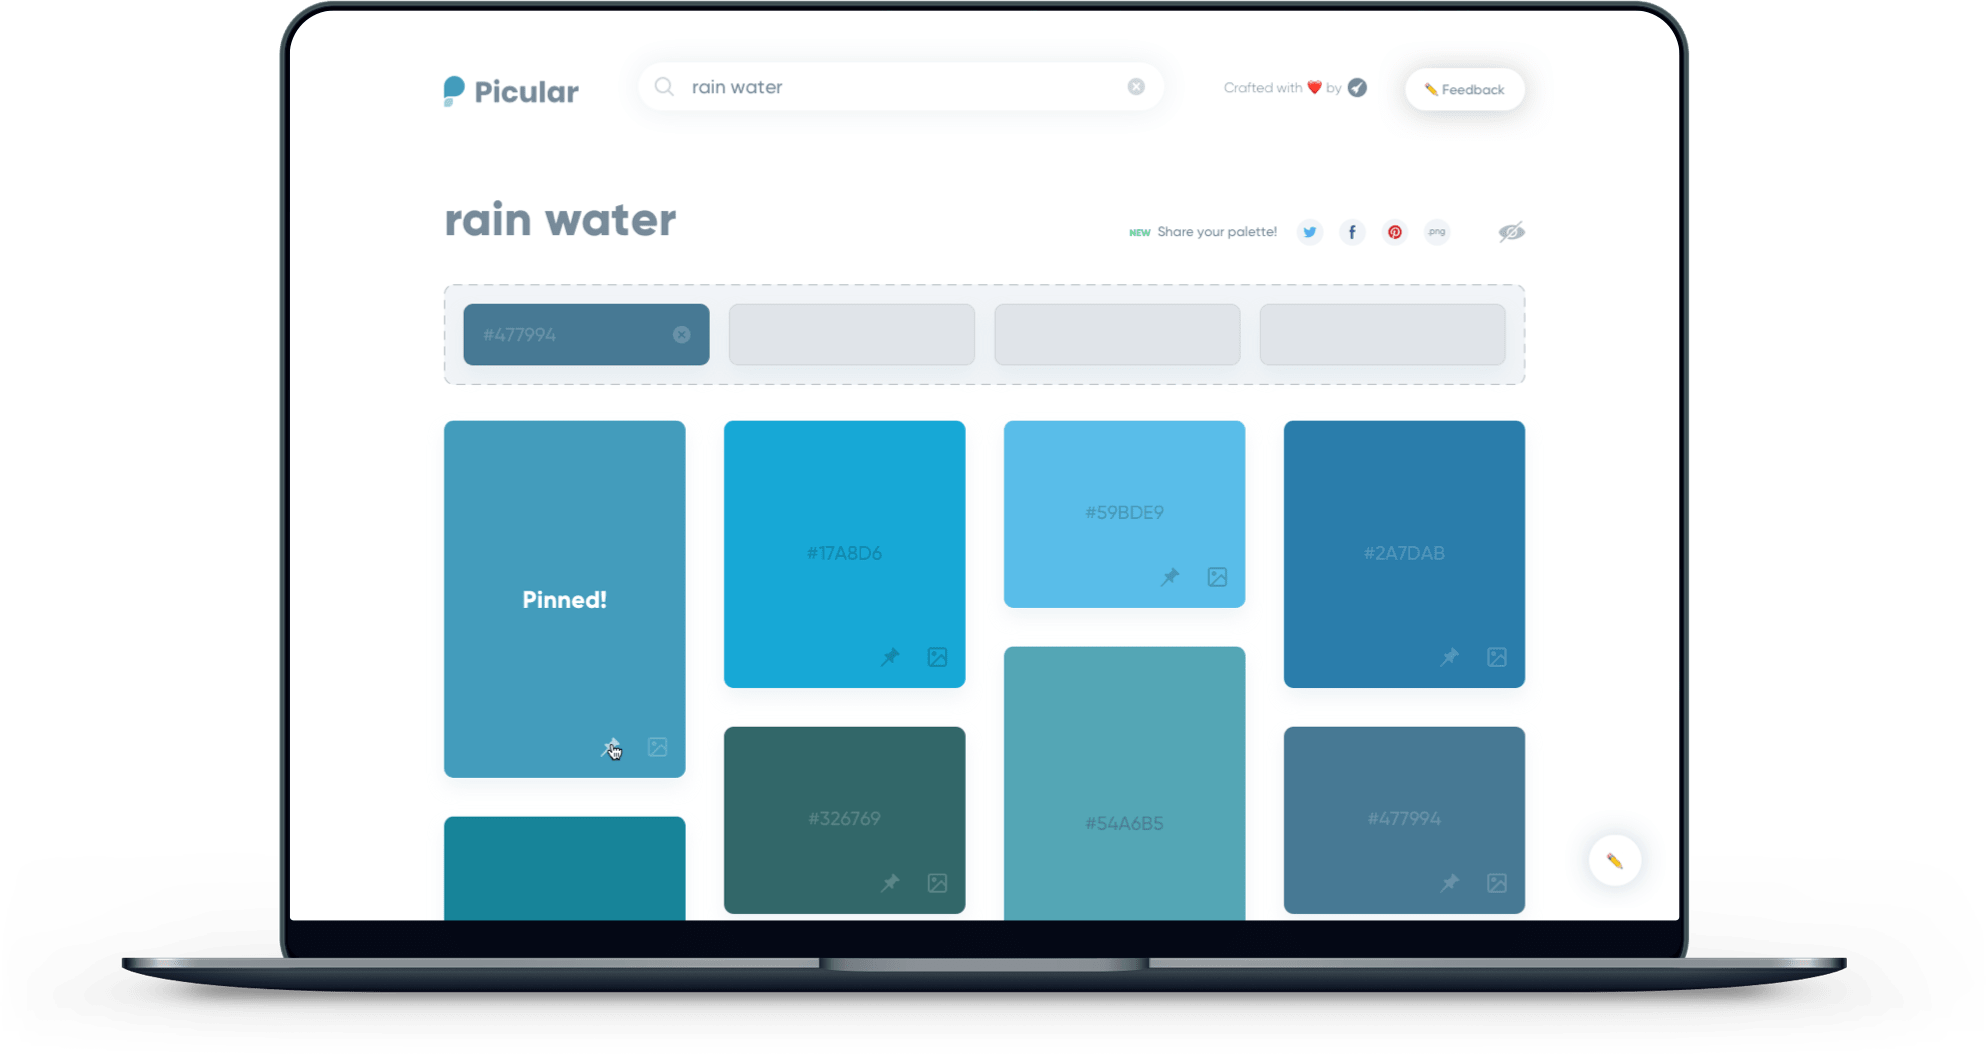 Picular
rain water
Crafted with ❤️ by
✏️ Feedback
rain water
NEW Share your palette!
.png
#477994
Pinned!
#17A8D6
#59BDE9
#2A7DAB
#326769
#54A6B5
#477994